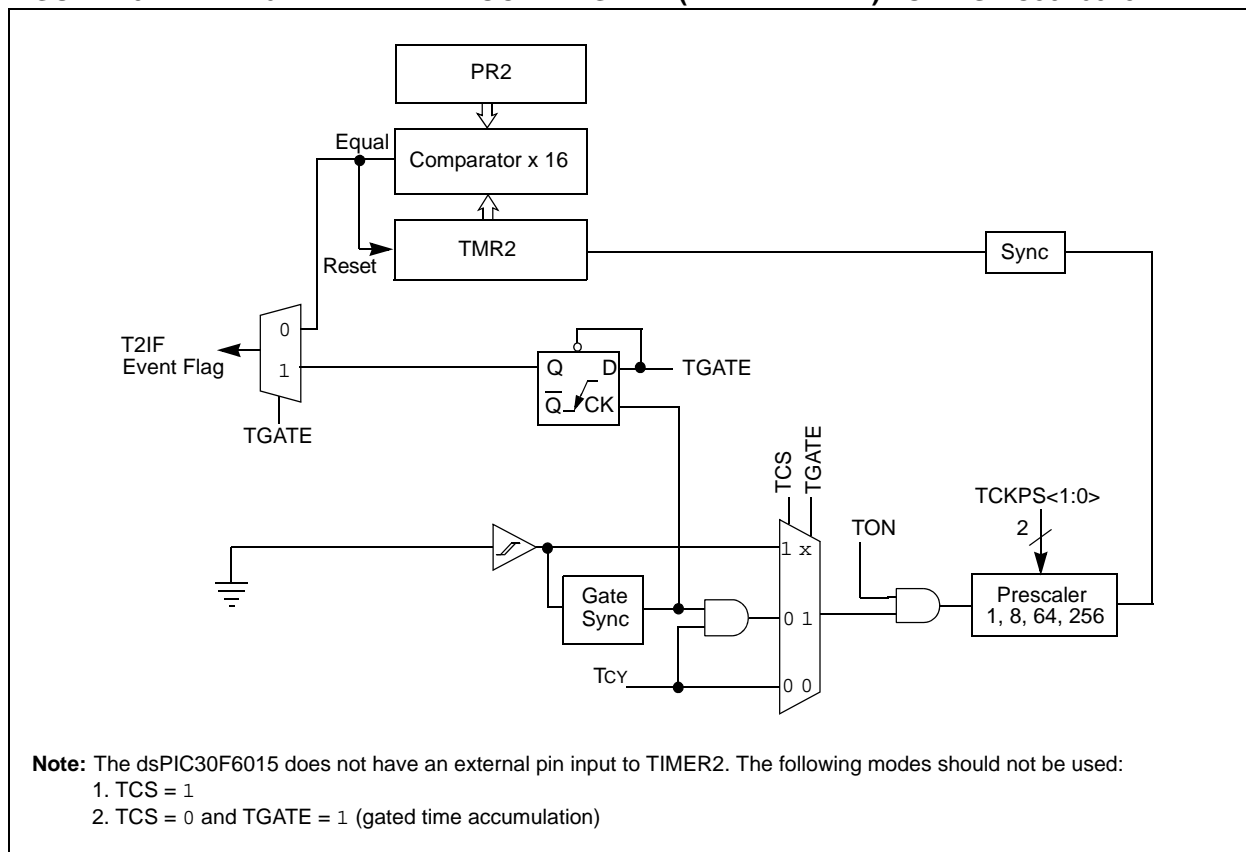 PR2
Equal
Comparator x 16
TMR2
Reset
Sync
0
1
T2IF
Event Flag
TGATE
Q D
Q CK
TGATE
TCS
TGATE
TCKPS<1:0>
2
TON
1 x
Gate
Sync
0 1
Prescaler
1, 8, 64, 256
TCY
0 0
Note: The dsPIC30F6015 does not have an external pin input to TIMER2. The following modes should not be used:
1. TCS = 1
2. TCS = 0 and TGATE = 1 (gated time accumulation)